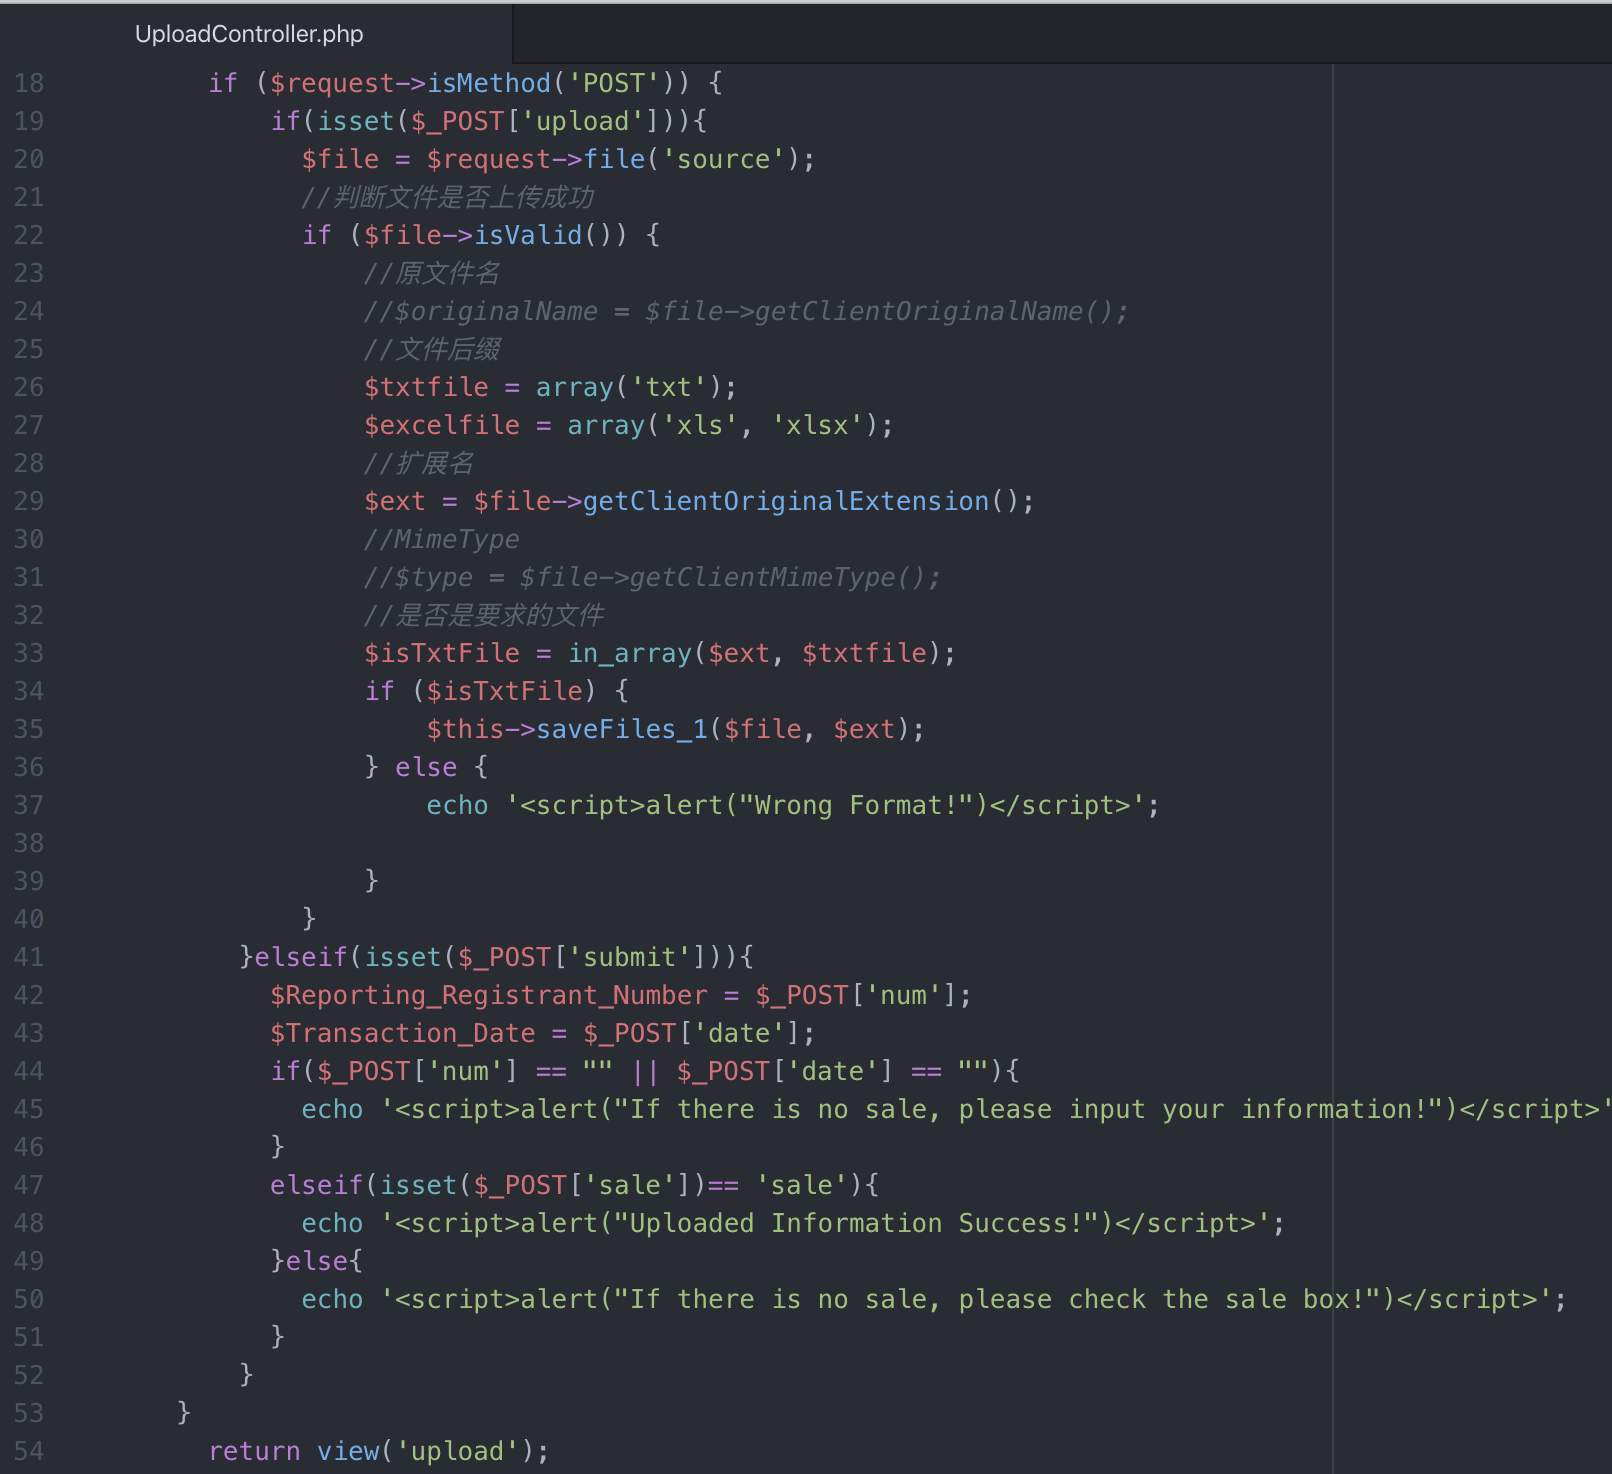 UploadController.php
18 if ($request->isMethod('POST')) {
19 if(isset($_POST['upload'])){
20 $file = $request->file('source');
21 //判断文件是否上传成功
22 if ($file->isValid()) {
23 //原文件名
24 //$originalName = $file->getClientOriginalName();
25 //文件后缀
26 $txtfile = array('txt');
27 $excelfile = array('xls', 'xlsx');
28 //扩展名
29 $ext = $file->getClientOriginalExtension();
30 //MimeType
31 //$type = $file->getClientMimeType();
32 //是否是要求的文件
33 $isTxtFile = in_array($ext, $txtfile);
34 if ($isTxtFile) {
35 $this->saveFiles_1($file, $ext);
36 } else {
37 echo '<script>alert("Wrong Format!")</script>';
38
39 }
40 }
41 }elseif(isset($_POST['submit'])){
42 $Reporting_Registrant_Number = $_POST['num'];
43 $Transaction_Date = $_POST['date'];
44 if($_POST['num'] == "" || $_POST['date'] == ""){
45 echo '<script>alert("If there is no sale, please input your information!")</script>'
46 }
47 elseif(isset($_POST['sale'])== 'sale'){
48 echo '<script>alert("Uploaded Information Success!")</script>';
49 }else{
50 echo '<script>alert("If there is no sale, please check the sale box!")</script>';
51 }
52 }
53 }
54 return view('upload');